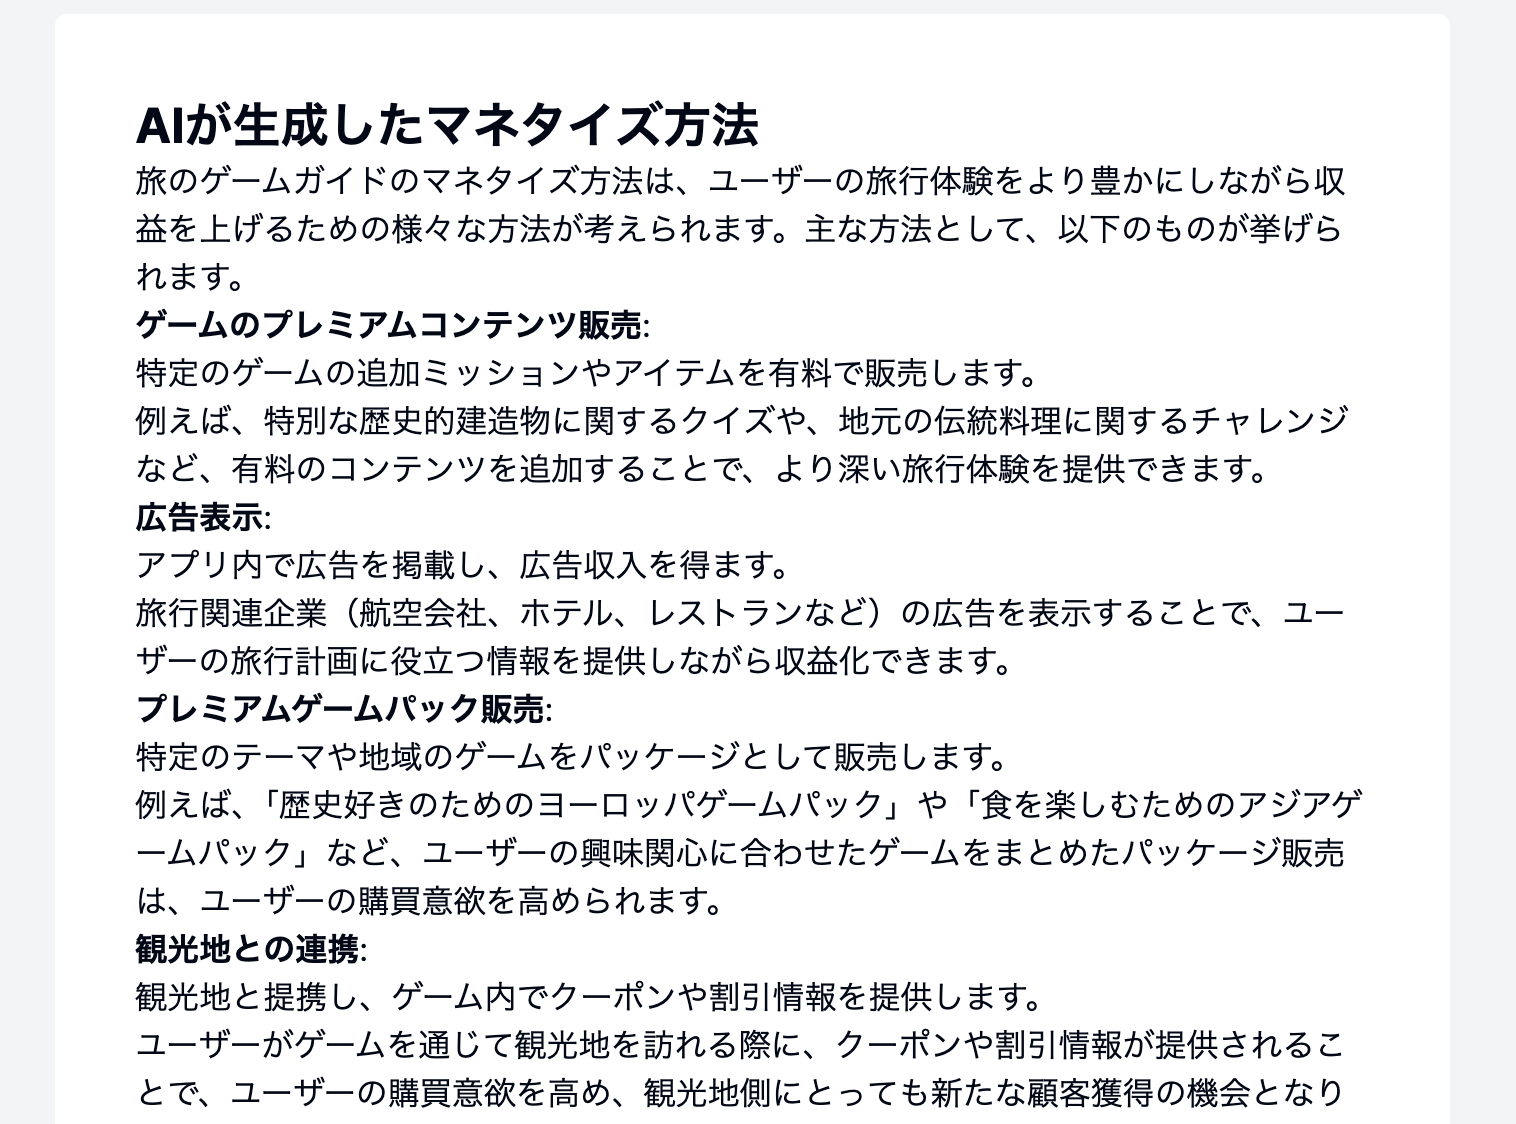 AIが生成したマネタイズ方法
旅のゲームガイドのマネタイズ方法は、ユーザーの旅行体験をより豊かにしながら収
益を上げるための様々な方法が考えられます。主な方法として、以下のものが挙げら
れます。
ゲームのプレミアムコンテンツ販売:
特定のゲームの追加ミッションやアイテムを有料で販売します。
例えば、特別な歴史的建造物に関するクイズや、地元の伝統料理に関するチャレンジ
など、有料のコンテンツを追加することで、より深い旅行体験を提供できます。
広告表示:
アプリ内で広告を掲載し、広告収入を得ます。
旅行関連企業（航空会社、ホテル、レストランなど）の広告を表示することで、ユー
ザーの旅行計画に役立つ情報を提供しながら収益化できます。
プレミアムゲームパック販売:
特定のテーマや地域のゲームをパッケージとして販売します。
例えば、「歴史好きのためのヨーロッパゲームパック」や「食を楽しむためのアジアゲ
ームパック」など、ユーザーの興味関心に合わせたゲームをまとめたパッケージ販売
は、ユーザーの購買意欲を高められます。
観光地との連携:
観光地と提携し、ゲーム内でクーポンや割引情報を提供します。
ユーザーがゲームを通じて観光地を訪れる際に、クーポンや割引情報が提供されるこ
とで、ユーザーの購買意欲を高め、観光地側にとっても新たな顧客獲得の機会となり